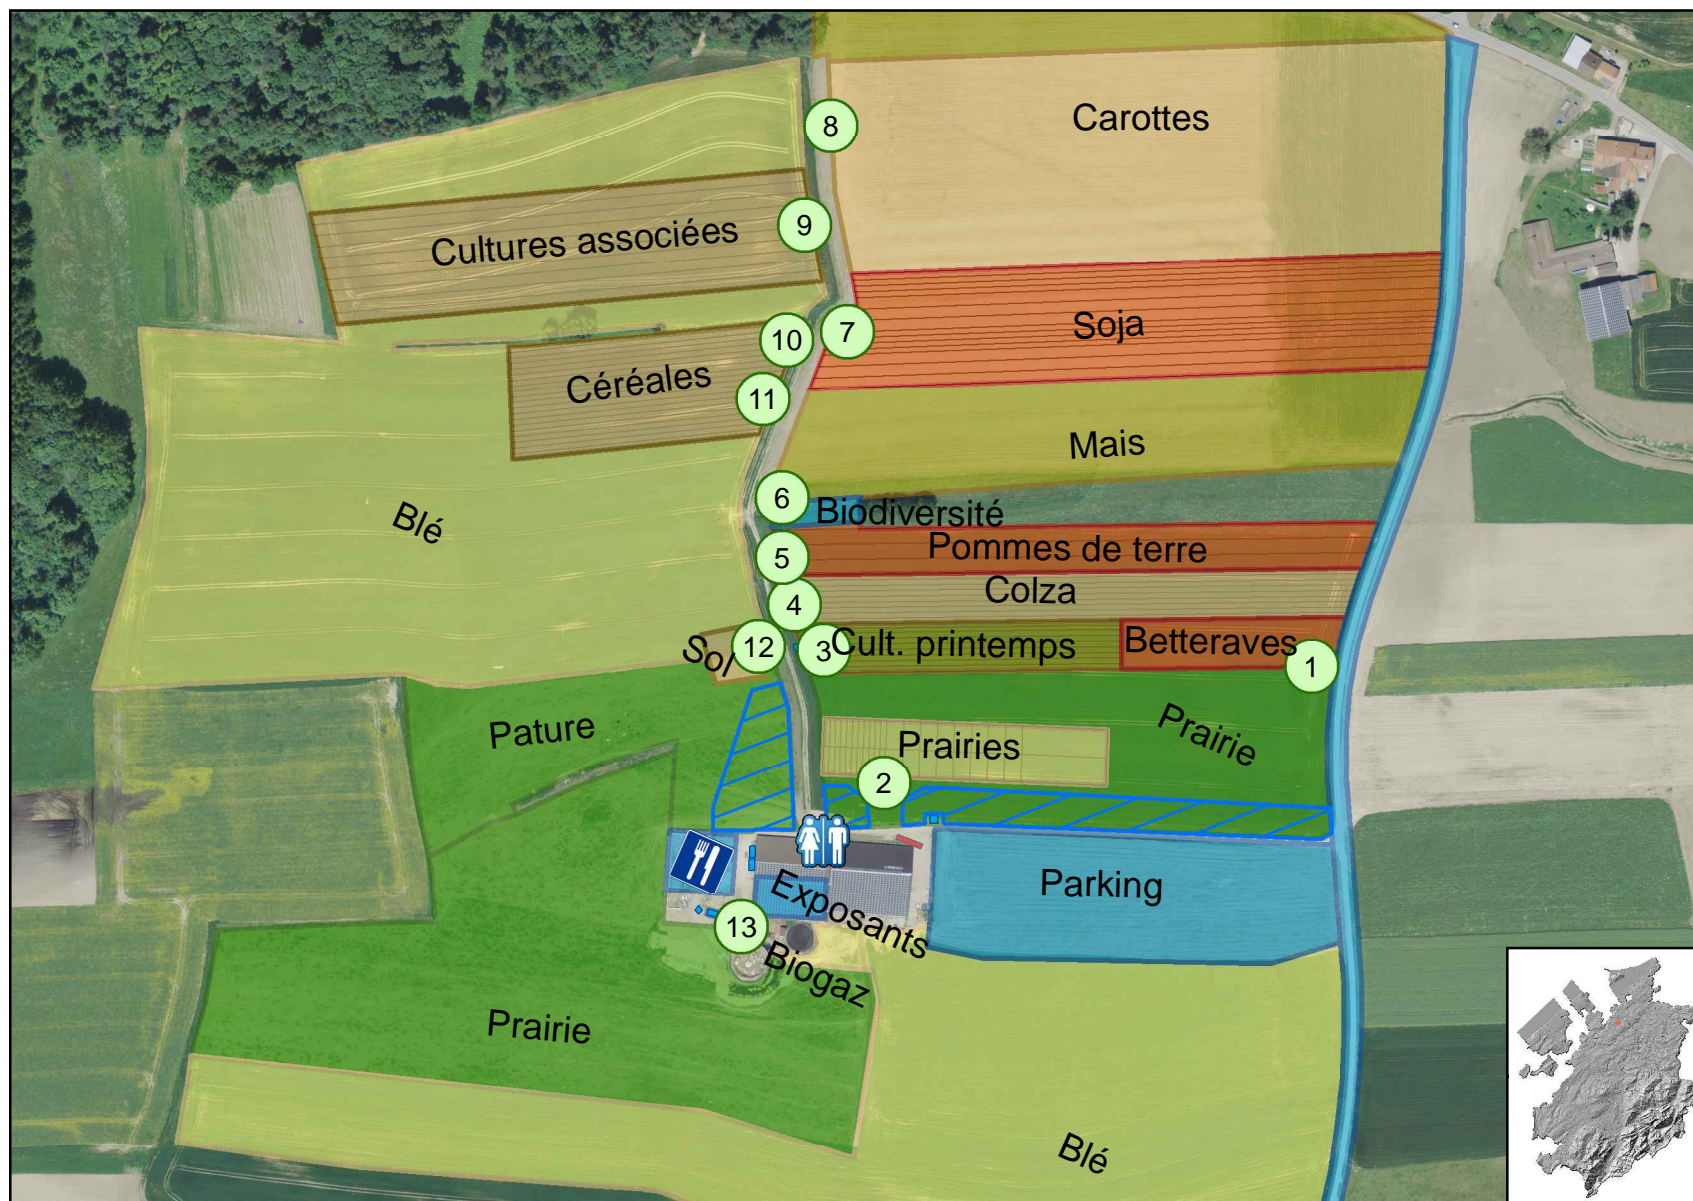 8
Carottes
Cultures associées
9
10
7
Soja
Céréales
11
Mais
6
Biodiversité
Blé
5
Pommes de terre
4
Colza
Sol
12
3
Cult. printemps
Betteraves
1
Pature
Prairies
Prairie
2
Exposants
Parking
13
Biogaz
Prairie
Blé